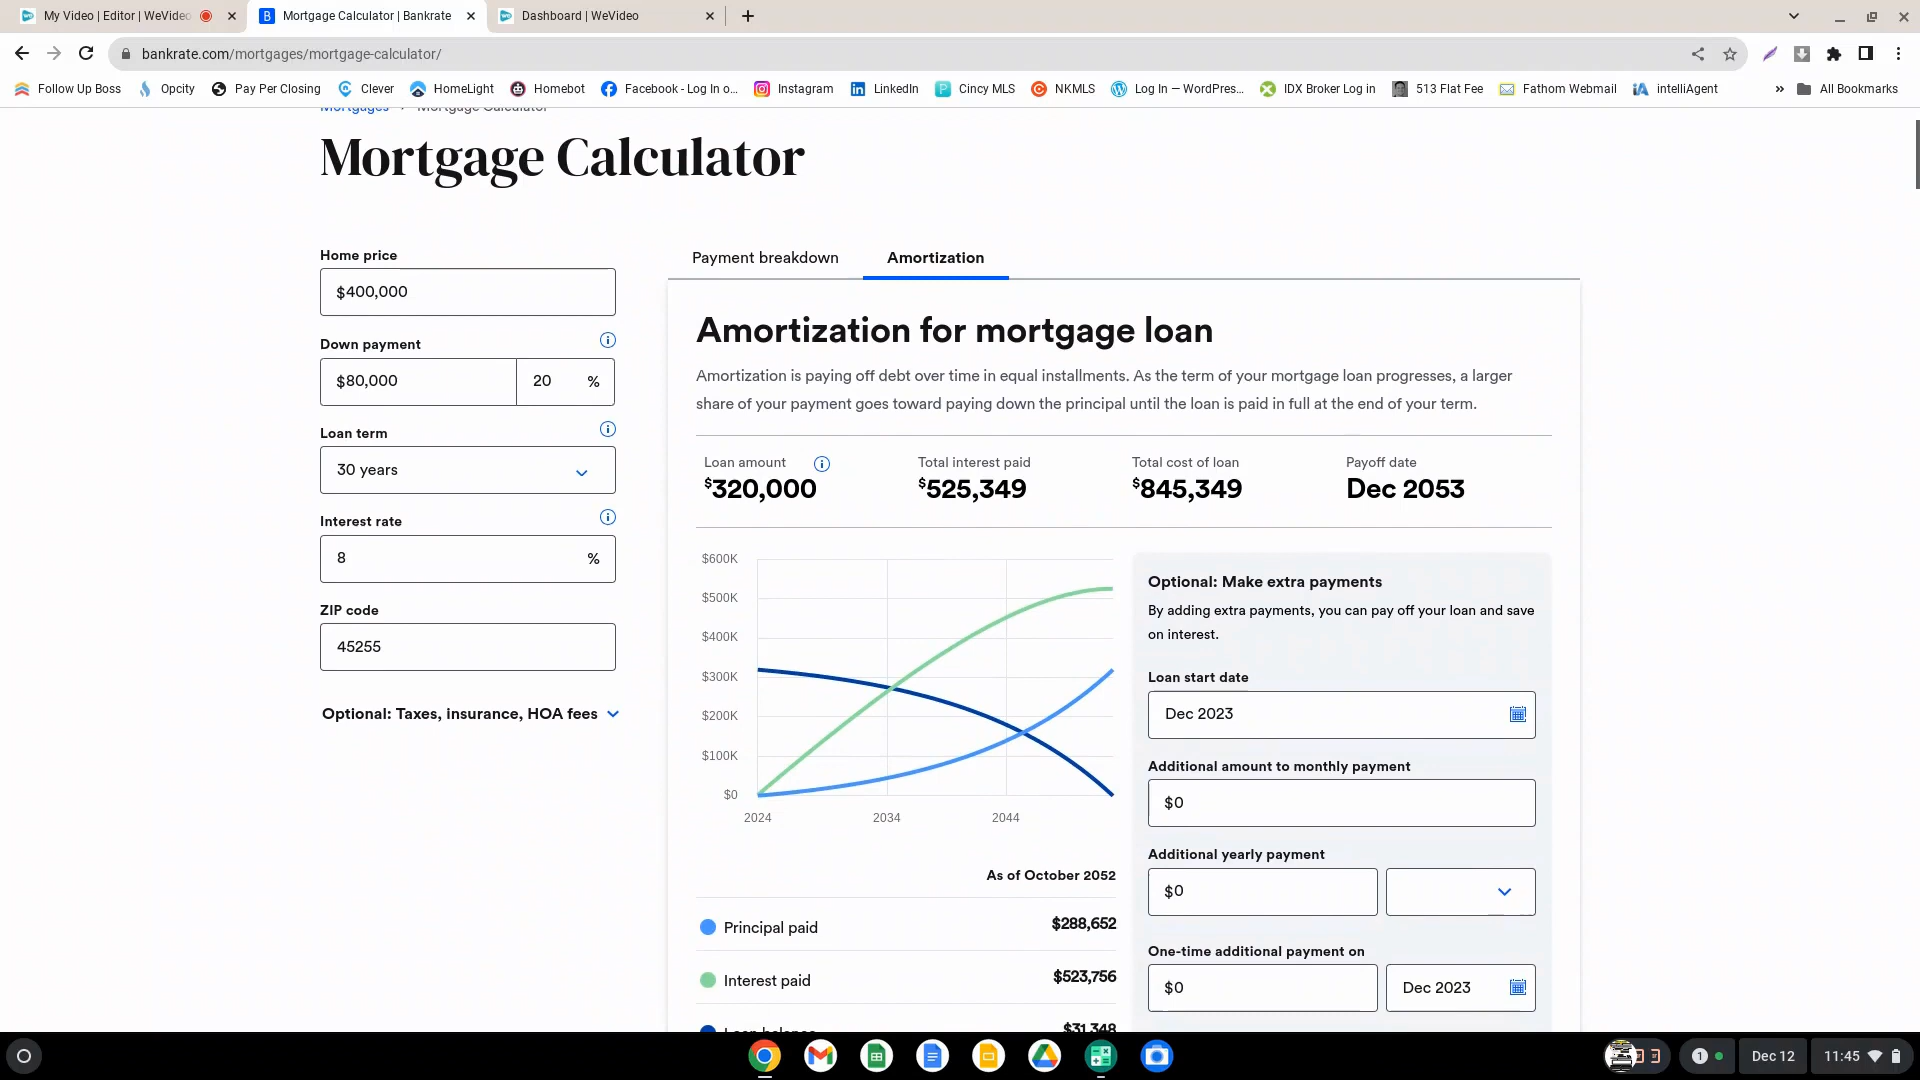 My Video | Editor | WeVideo
Mortgage Calculator | Bankrate
Dashboard | WeVideo
bankrate.com/mortgages/mortgage-calculator/
Follow Up Boss
Opcity
Pay Per Closing
Clever
HomeLight
Homebot
Facebook - Log In o...
Instagram
LinkedIn
Cincy MLS
NKMLS
Log In — WordPres...
IDX Broker Log in
513 Flat Fee
Fathom Webmail
intelliAgent
»
All Bookmarks
Mortgages > Mortgage Calculator
Mortgage Calculator
Home price
$400,000
Down payment
$80,000
20 %
Loan term
30 years
Interest rate
8 %
ZIP code
45255
Optional: Taxes, insurance, HOA fees
Payment breakdown
Amortization
Amortization for mortgage loan
Amortization is paying off debt over time in equal installments. As the term of your mortgage loan progresses, a larger
share of your payment goes toward paying down the principal until the loan is paid in full at the end of your term.
Loan amount
$320,000
Total interest paid
$525,349
Total cost of loan
$845,349
Payoff date
Dec 2053
$600K
$500K
$400K
$300K
$200K
$100K
$0
2024
2034
2044
As of October 2052
Principal paid
$288,652
Interest paid
$523,756
Loan balance
$31,348
Optional: Make extra payments
By adding extra payments, you can pay off your loan and save
on interest.
Loan start date
Dec 2023
Additional amount to monthly payment
$0
Additional yearly payment
$0
One-time additional payment on
$0
Dec 2023
1
Dec 12
11:45